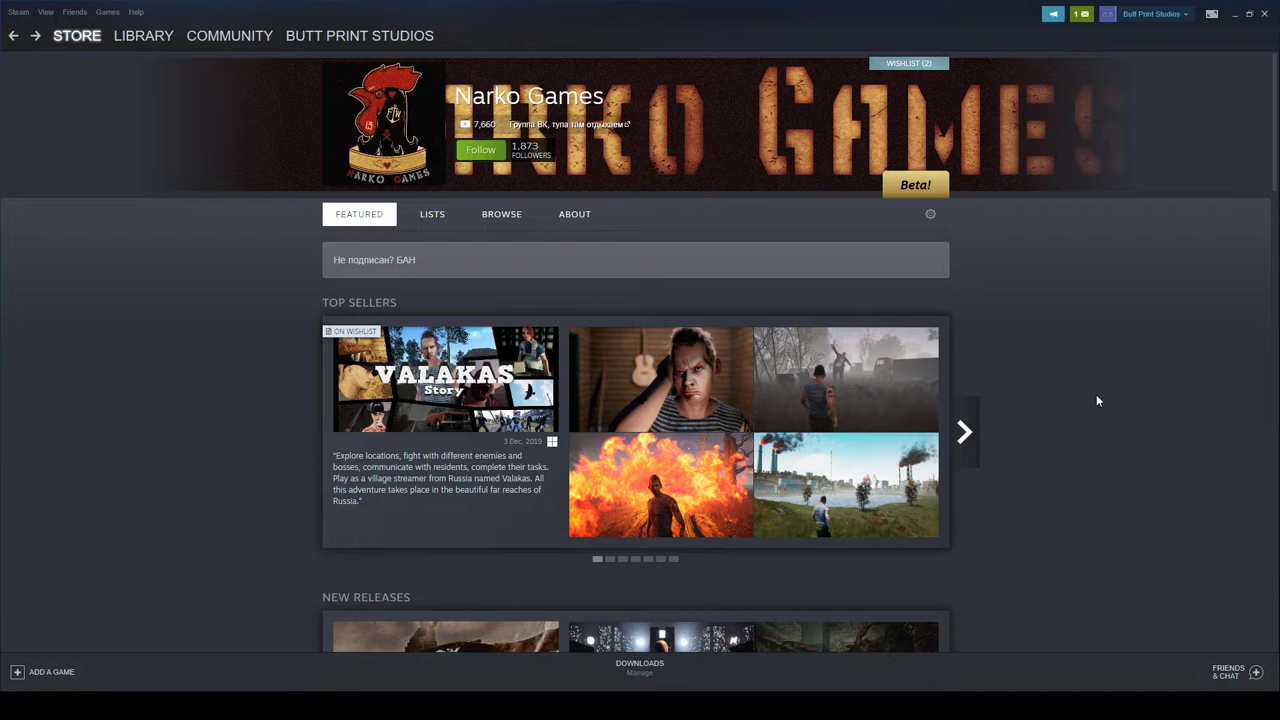 Steam View Friends Games Help
1
Butt Print Studios
STORE LIBRARY COMMUNITY BUTT PRINT STUDIOS
WISHLIST (2)
NARKO GAMES
Narko Games
7,660 Группа ВК, тупа там отдыхаем
Follow
1,873
FOLLOWERS
Beta!
FEATURED LISTS BROWSE ABOUT
Не подписан? БАН
TOP SELLERS
ON WISHLIST
VALAKAS
Story
3 Dec, 2019
"Explore locations, fight with different enemies and
bosses, communicate with residents, complete their tasks.
Play as a village streamer from Russia named Valakas. All
this adventure takes place in the beautiful far reaches of
Russia."
NEW RELEASES
ADD A GAME
DOWNLOADS
Manage
FRIENDS
& CHAT